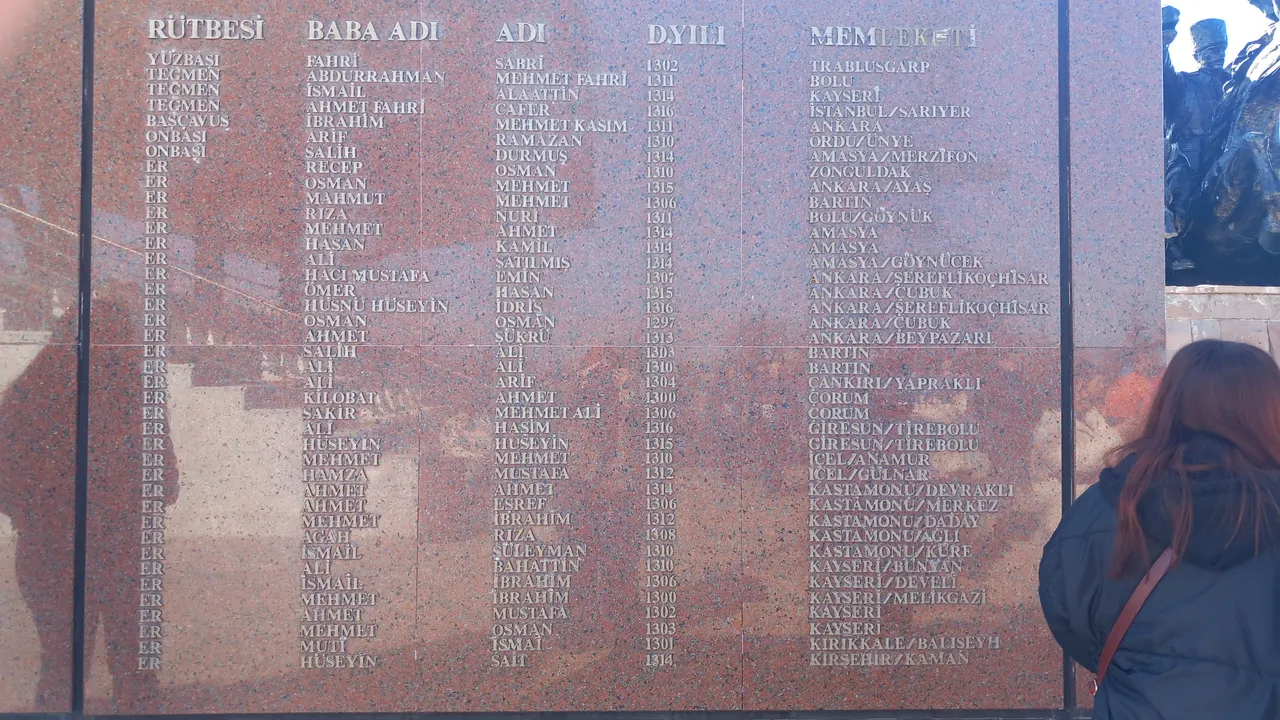 RÜTBESİ BABA ADI ADI D.YILI MEMLEKETİ
YÜZBAŞI FAHRİ SABRİ 1302 TRABLUSGARP
TEĞMEN ABDURRAHMAN MEHMET FAHRİ 1311 BOLU
TEĞMEN İSMAİL ALAATTİN 1314 KAYSERİ
TEĞMEN AHMET FAHRİ CAFER 1316 İSTANBUL/SARIYER
BAŞÇAVUŞ İBRAHİM MEHMET KASIM 1311 ANKARA
ONBAŞI ARİF RAMAZAN 1310 ORDU/ÜNYE
ONBAŞI SALİH DURMUŞ 1314 AMASYA/MERZİFON
ER RECEP OSMAN 1310 ZONGULDAK
ER OSMAN MEHMET 1315 ANKARA/AYAŞ
ER MAHMUT MEHMET 1306 BARTIN
ER RIZA NURİ 1311 BOLU/GÖYNÜK
ER MEHMET AHMET 1314 AMASYA
ER HASAN KAMİL 1314 AMASYA
ER ALİ SATILMIŞ 1314 AMASYA/GÖYNÜCEK
ER HACI MUSTAFA EMİN 1307 ANKARA/ŞEREFLİKOÇHİSAR
ER ÖMER HASAN 1315 ANKARA/ÇUBUK
ER HÜSNÜ HÜSEYİN İDRİS 1316 ANKARA/ŞEREFLİKOÇHİSAR
ER OSMAN OSMAN 1297 ANKARA/ÇUBUK
ER AHMET ŞÜKRÜ 1313 ANKARA/BEYPAZARI
ER SALİH ALİ 1303 BARTIN
ER ALİ ALİ 1310 BARTIN
ER ALİ ARİF 1304 ÇANKIRI/YAPRAKLI
ER KİLOBAT AHMET 1300 ÇORUM
ER ŞAKİR MEHMET ALİ 1306 ÇORUM
ER ALİ HAŞİM 1316 GİRESUN/TİREBOLU
ER HÜSEYİN HÜSEYİN 1315 GİRESUN/TİREBOLU
ER MEHMET MEHMET 1310 İÇEL/ANAMUR
ER HAMZA MUSTAFA 1312 İÇEL/GÜLNAR
ER AHMET AHMET 1314 KASTAMONU/DEVRAKLİ
ER AHMET EŞREF 1306 KASTAMONU/MERKEZ
ER MEHMET İBRAHİM 1312 KASTAMONU/DADAY
ER AGAH RIZA 1308 KASTAMONU/AĞLI
ER İSMAİL SÜLEYMAN 1310 KASTAMONU/KÜRE
ER ALİ BAHATTİN 1310 KAYSERİ/BÜNYAN
ER İSMAİL İBRAHİM 1306 KAYSERİ/DEVELİ
ER MEHMET İBRAHİM 1300 KAYSERİ/MELİKGAZİ
ER AHMET MUSTAFA 1302 KAYSERİ
ER MEHMET OSMAN 1303 KAYSERİ
ER MUTİ İSMAİ 1301 KIRIKKALE/BALISEYH
ER HÜSEYİN SAİT 1314 KIRŞEHİR/KAMAN